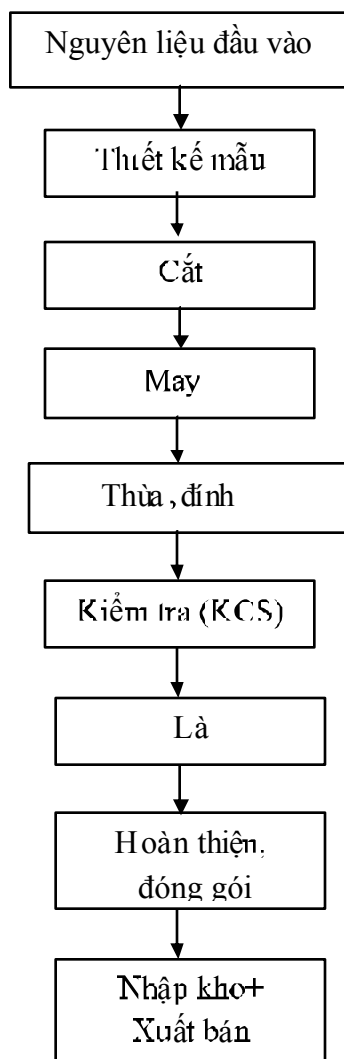 Nguyên liệu đầu vào
Thiết kế mẫu
Cắt
May
Thùa, đính
Kiểm tra (KCS)
Là
Hoàn thiện,
đóng gói
Nhập kho+
Xuất bán